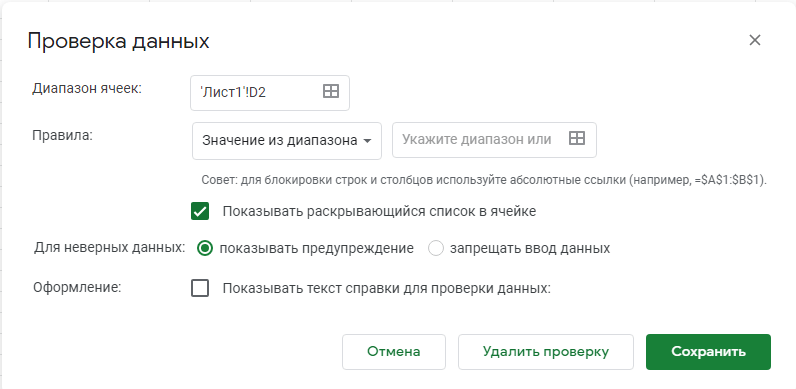 Проверка данных
Диапазон ячеек: 'Лист1'!D2
Правила: Значение из диапазона Укажите диапазон или
Совет: для блокировки строк и столбцов используйте абсолютные ссылки (например, =$A$1:$B$1).
Показывать раскрывающийся список в ячейке
Для неверных данных: показывать предупреждение запрещать ввод данных
Оформление: Показывать текст справки для проверки данных:
Отмена Удалить проверку Сохранить